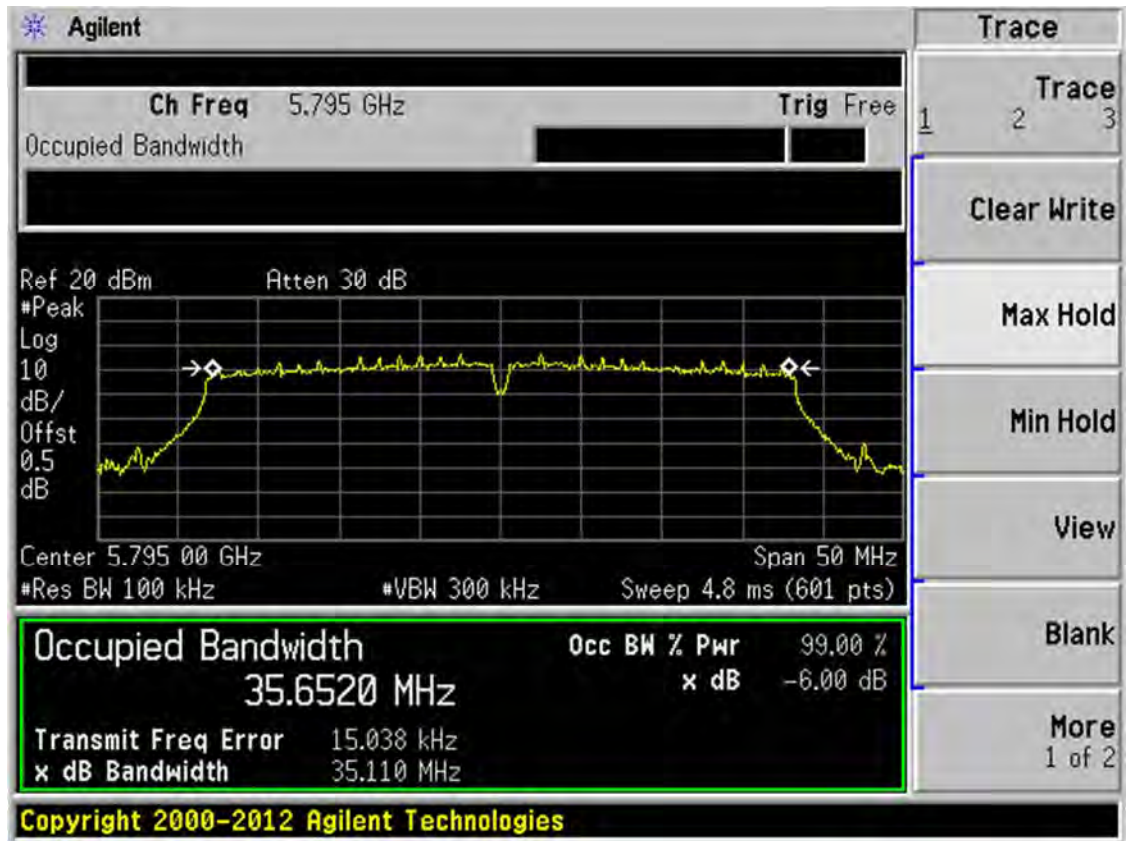 Agilent
Trace
Ch Freq 5.795 GHz Trig Free
Occupied Bandwidth
Trace
1 2 3
Clear Write
Max Hold
Min Hold
View
Blank
More
1 of 2
Ref 20 dBm Atten 30 dB
#Peak
Log
10
dB/
Offst
0.5
dB
Center 5.795 00 GHz Span 50 MHz
#Res BW 100 kHz #VBW 300 kHz Sweep 4.8 ms (601 pts)
Occupied Bandwidth Occ BW % Pwr 99.00 %
35.6520 MHz x dB -6.00 dB
Transmit Freq Error 15.038 kHz
x dB Bandwidth 35.110 MHz
Copyright 2000-2012 Agilent Technologies